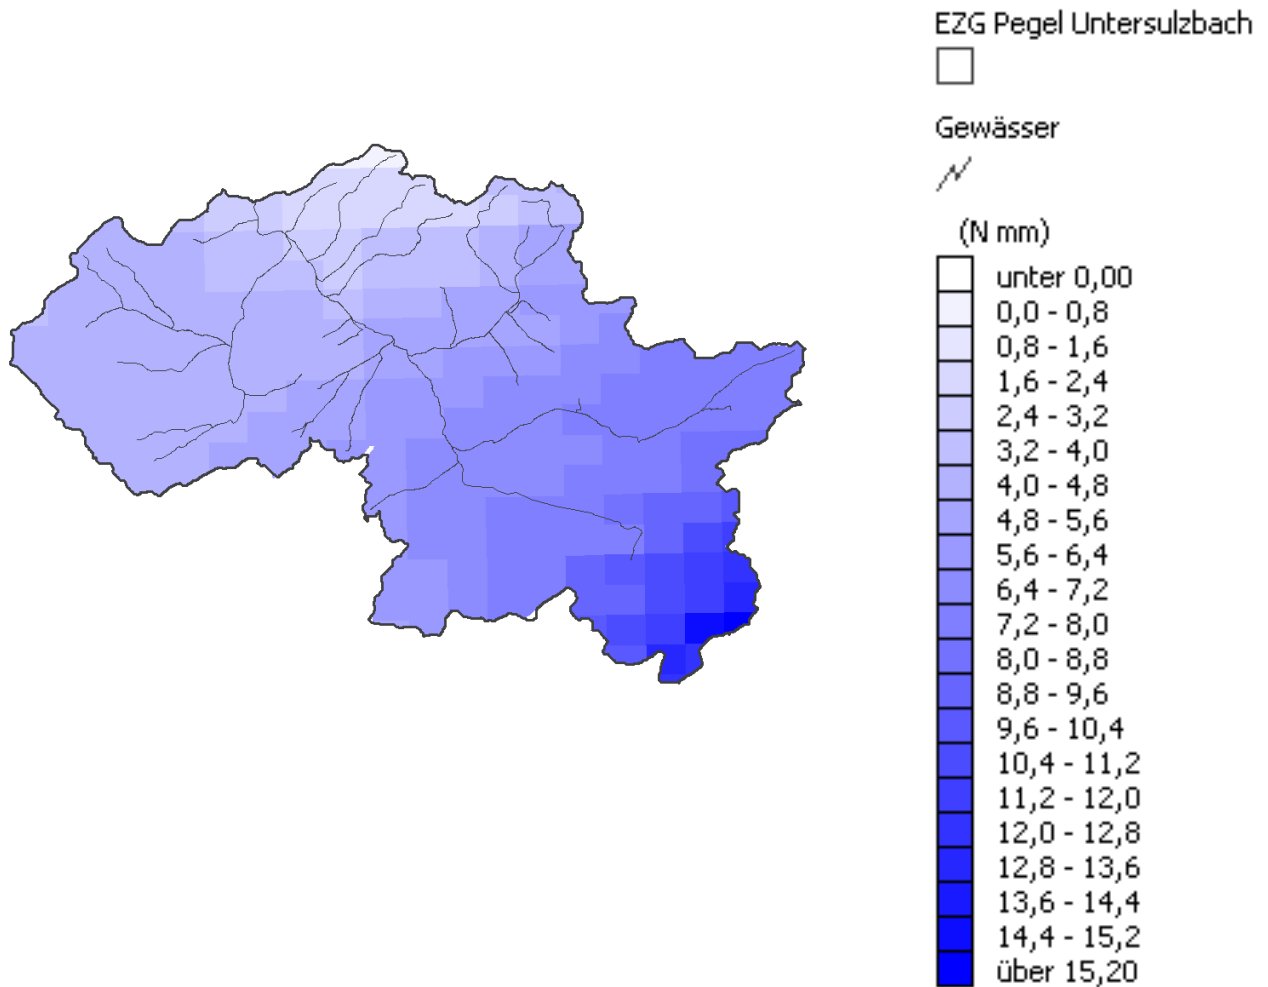 EZG Pegel Untersulzbach
Gewässer
(N mm)
unter 0,00
0,0 - 0,8
0,8 - 1,6
1,6 - 2,4
2,4 - 3,2
3,2 - 4,0
4,0 - 4,8
4,8 - 5,6
5,6 - 6,4
6,4 - 7,2
7,2 - 8,0
8,0 - 8,8
8,8 - 9,6
9,6 - 10,4
10,4 - 11,2
11,2 - 12,0
12,0 - 12,8
12,8 - 13,6
13,6 - 14,4
14,4 - 15,2
über 15,20